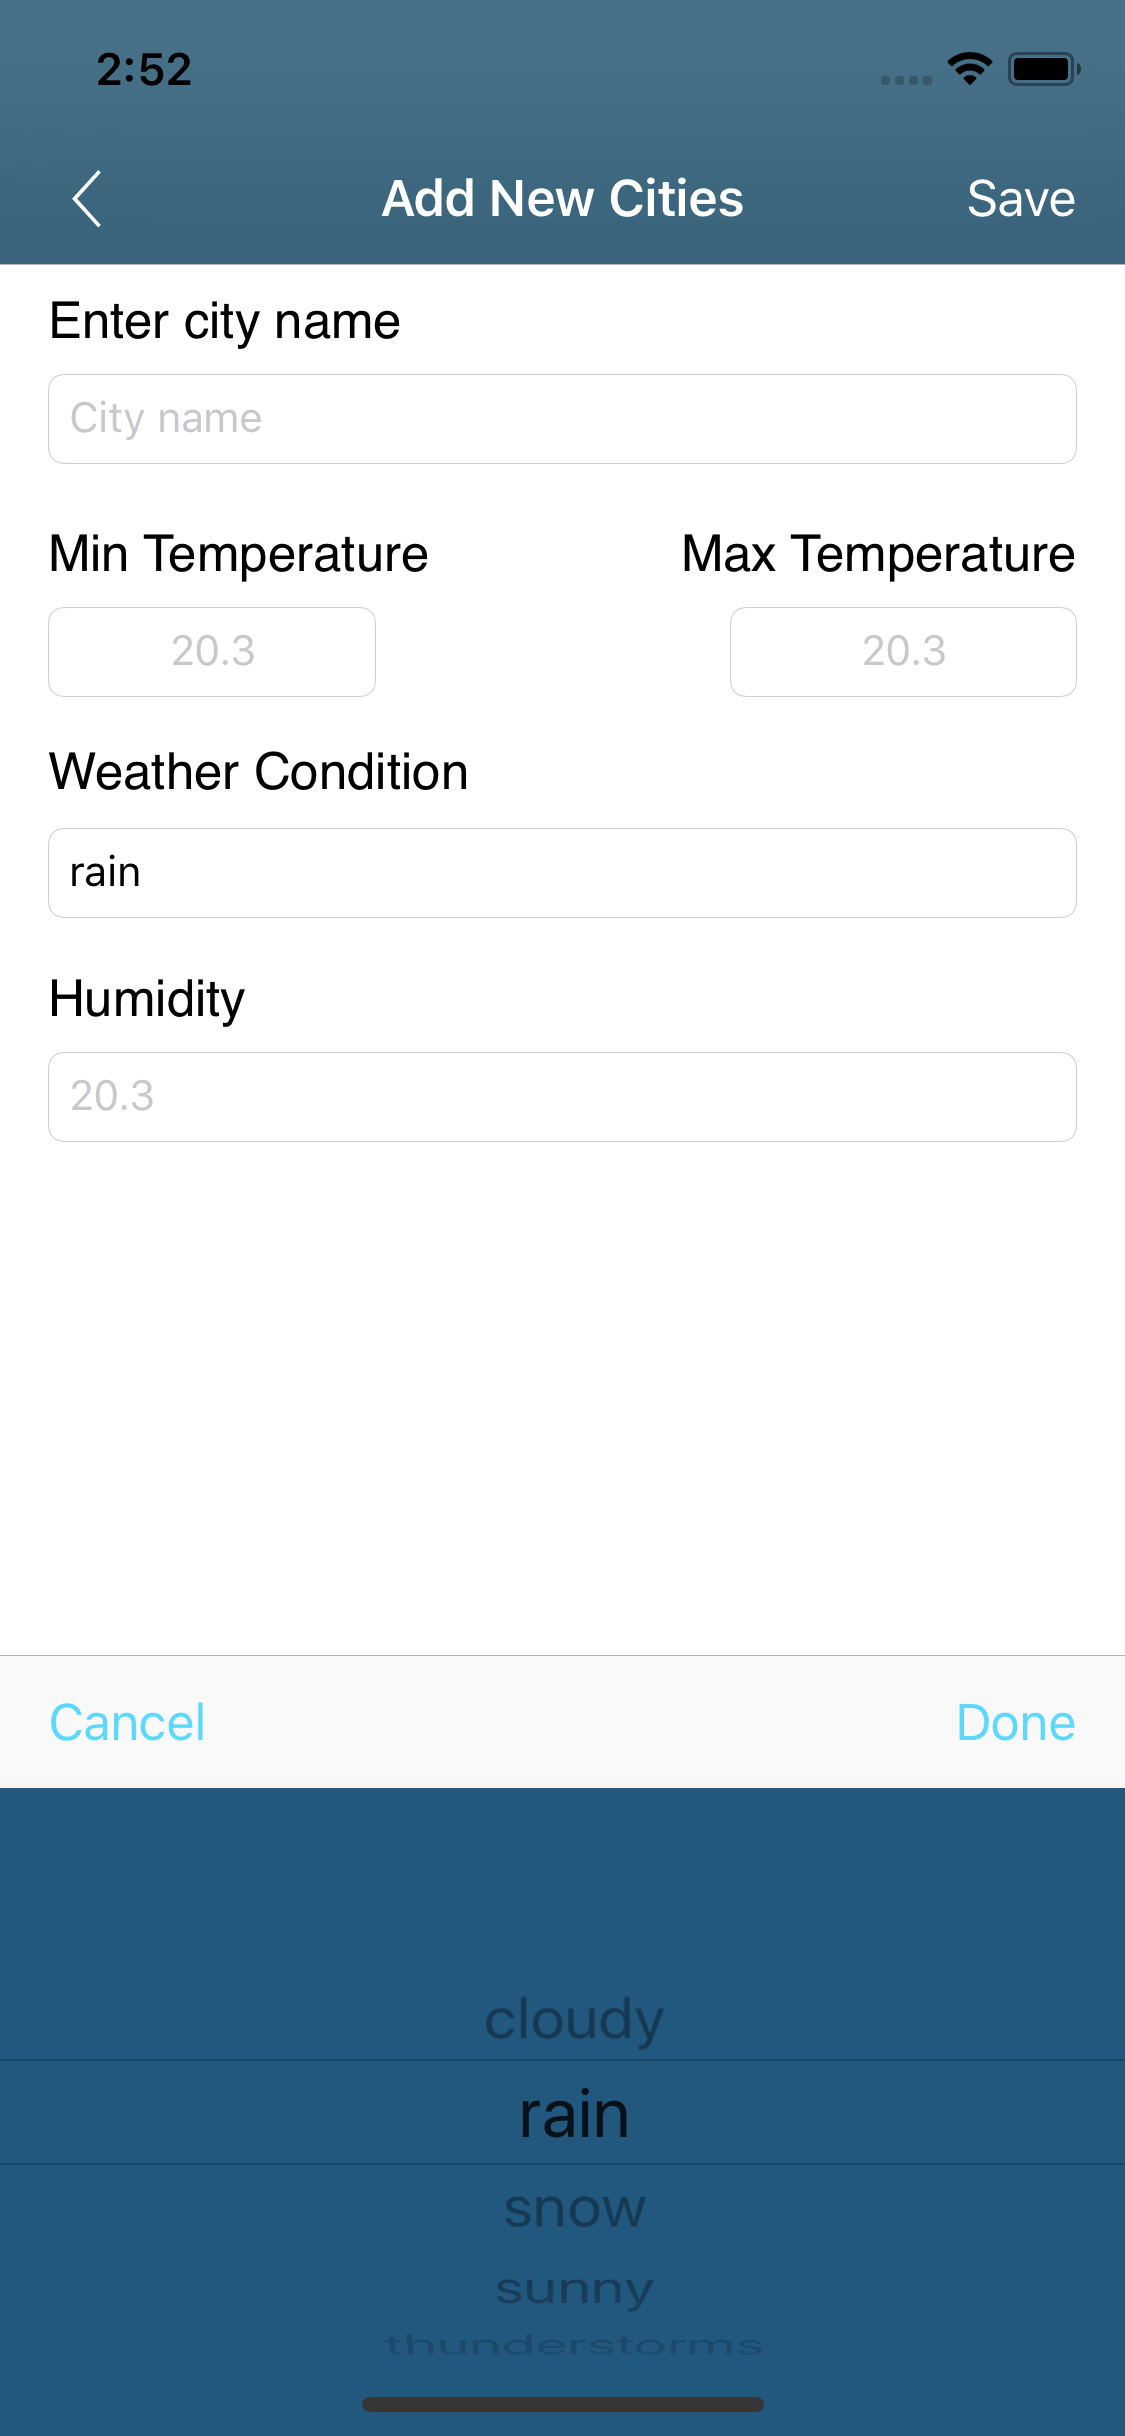 2:52
Add New Cities Save
Enter city name
City name
Min Temperature Max Temperature
20.3 20.3
Weather Condition
rain
Humidity
20.3
Cancel Done
cloudy
rain
snow
sunny
thunderstorms